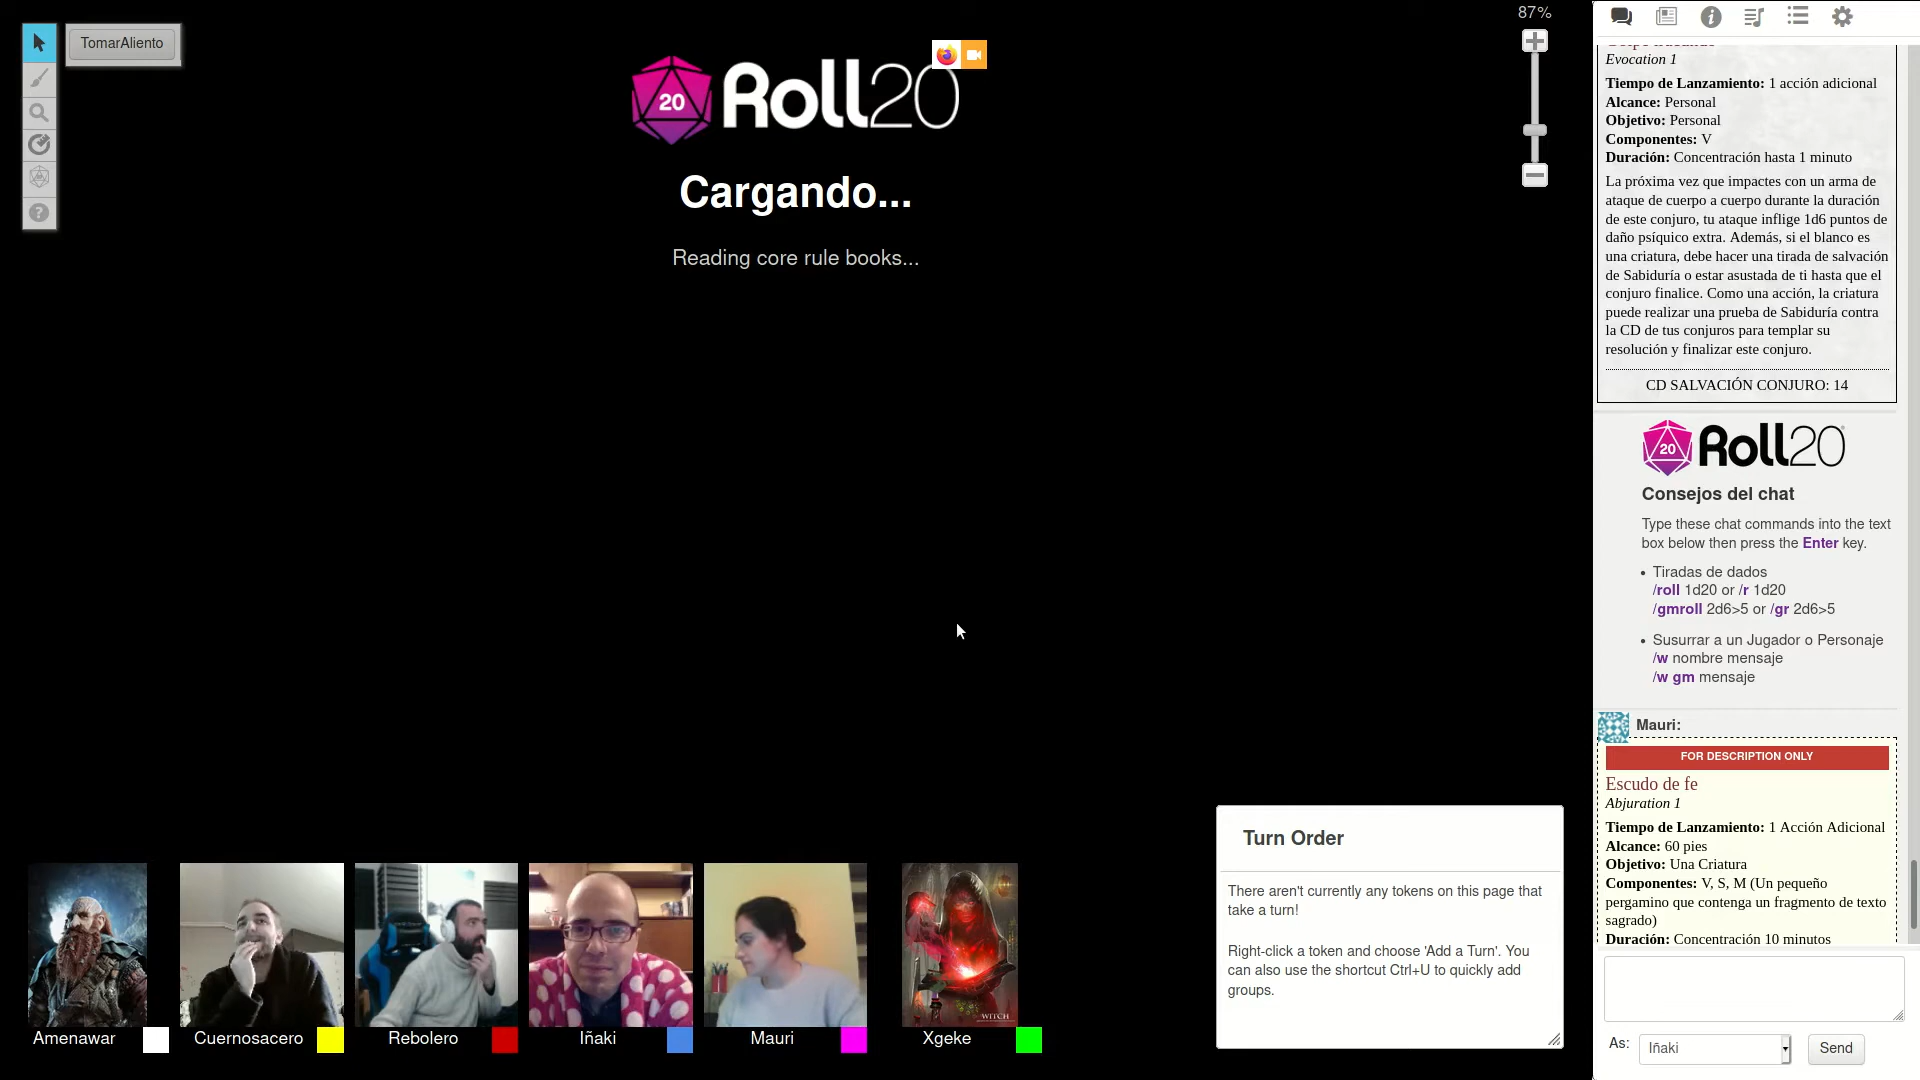 TomarAliento
20 Roll20
Cargando...
Reading core rule books...
87%
Evocation 1
Tiempo de Lanzamiento: 1 acción adicional
Alcance: Personal
Objetivo: Personal
Componentes: V
Duración: Concentración hasta 1 minuto
La próxima vez que impactes con un arma de
ataque de cuerpo a cuerpo durante la duración
de este conjuro, tu ataque inflige 1d6 puntos de
daño psíquico extra. Además, si el blanco es
una criatura, debe hacer una tirada de salvación
de Sabiduría o estar asustada de ti hasta que el
conjuro finalice. Como una acción, la criatura
puede realizar una prueba de Sabiduría contra
la CD de tus conjuros para templar su
resolución y finalizar este conjuro.
CD SALVACIÓN CONJURO: 14
20 Roll20
Consejos del chat
Type these chat commands into the text
box below then press the Enter key.
• Tiradas de dados
/roll 1d20 or /r 1d20
/gmroll 2d6>5 or /gr 2d6>5
• Susurrar a un Jugador o Personaje
/w nombre mensaje
/w gm mensaje
Mauri:
FOR DESCRIPTION ONLY
Escudo de fe
Abjuration 1
Tiempo de Lanzamiento: 1 Acción Adicional
Alcance: 60 pies
Objetivo: Una Criatura
Componentes: V, S, M (Un pequeño
pergamino que contenga un fragmento de texto
sagrado)
Duración: Concentración 10 minutos
As:
Iñaki
Send
Turn Order
There aren't currently any tokens on this page that
take a turn!
Right-click a token and choose 'Add a Turn'. You
can also use the shortcut Ctrl+U to quickly add
groups.
WITCH
Amenawar
Cuernosacero
Rebolero
Iñaki
Mauri
Xgeke